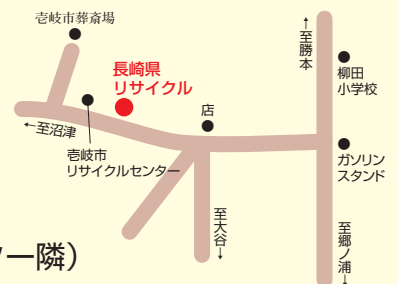 壱岐市葬斎場
←至勝本
長崎県
リサイクル
柳田
小学校
店
←至沼津
壱岐市
リサイクルセンター
ガソリン
スタンド
至大谷→
至郷ノ浦→
ー隣）